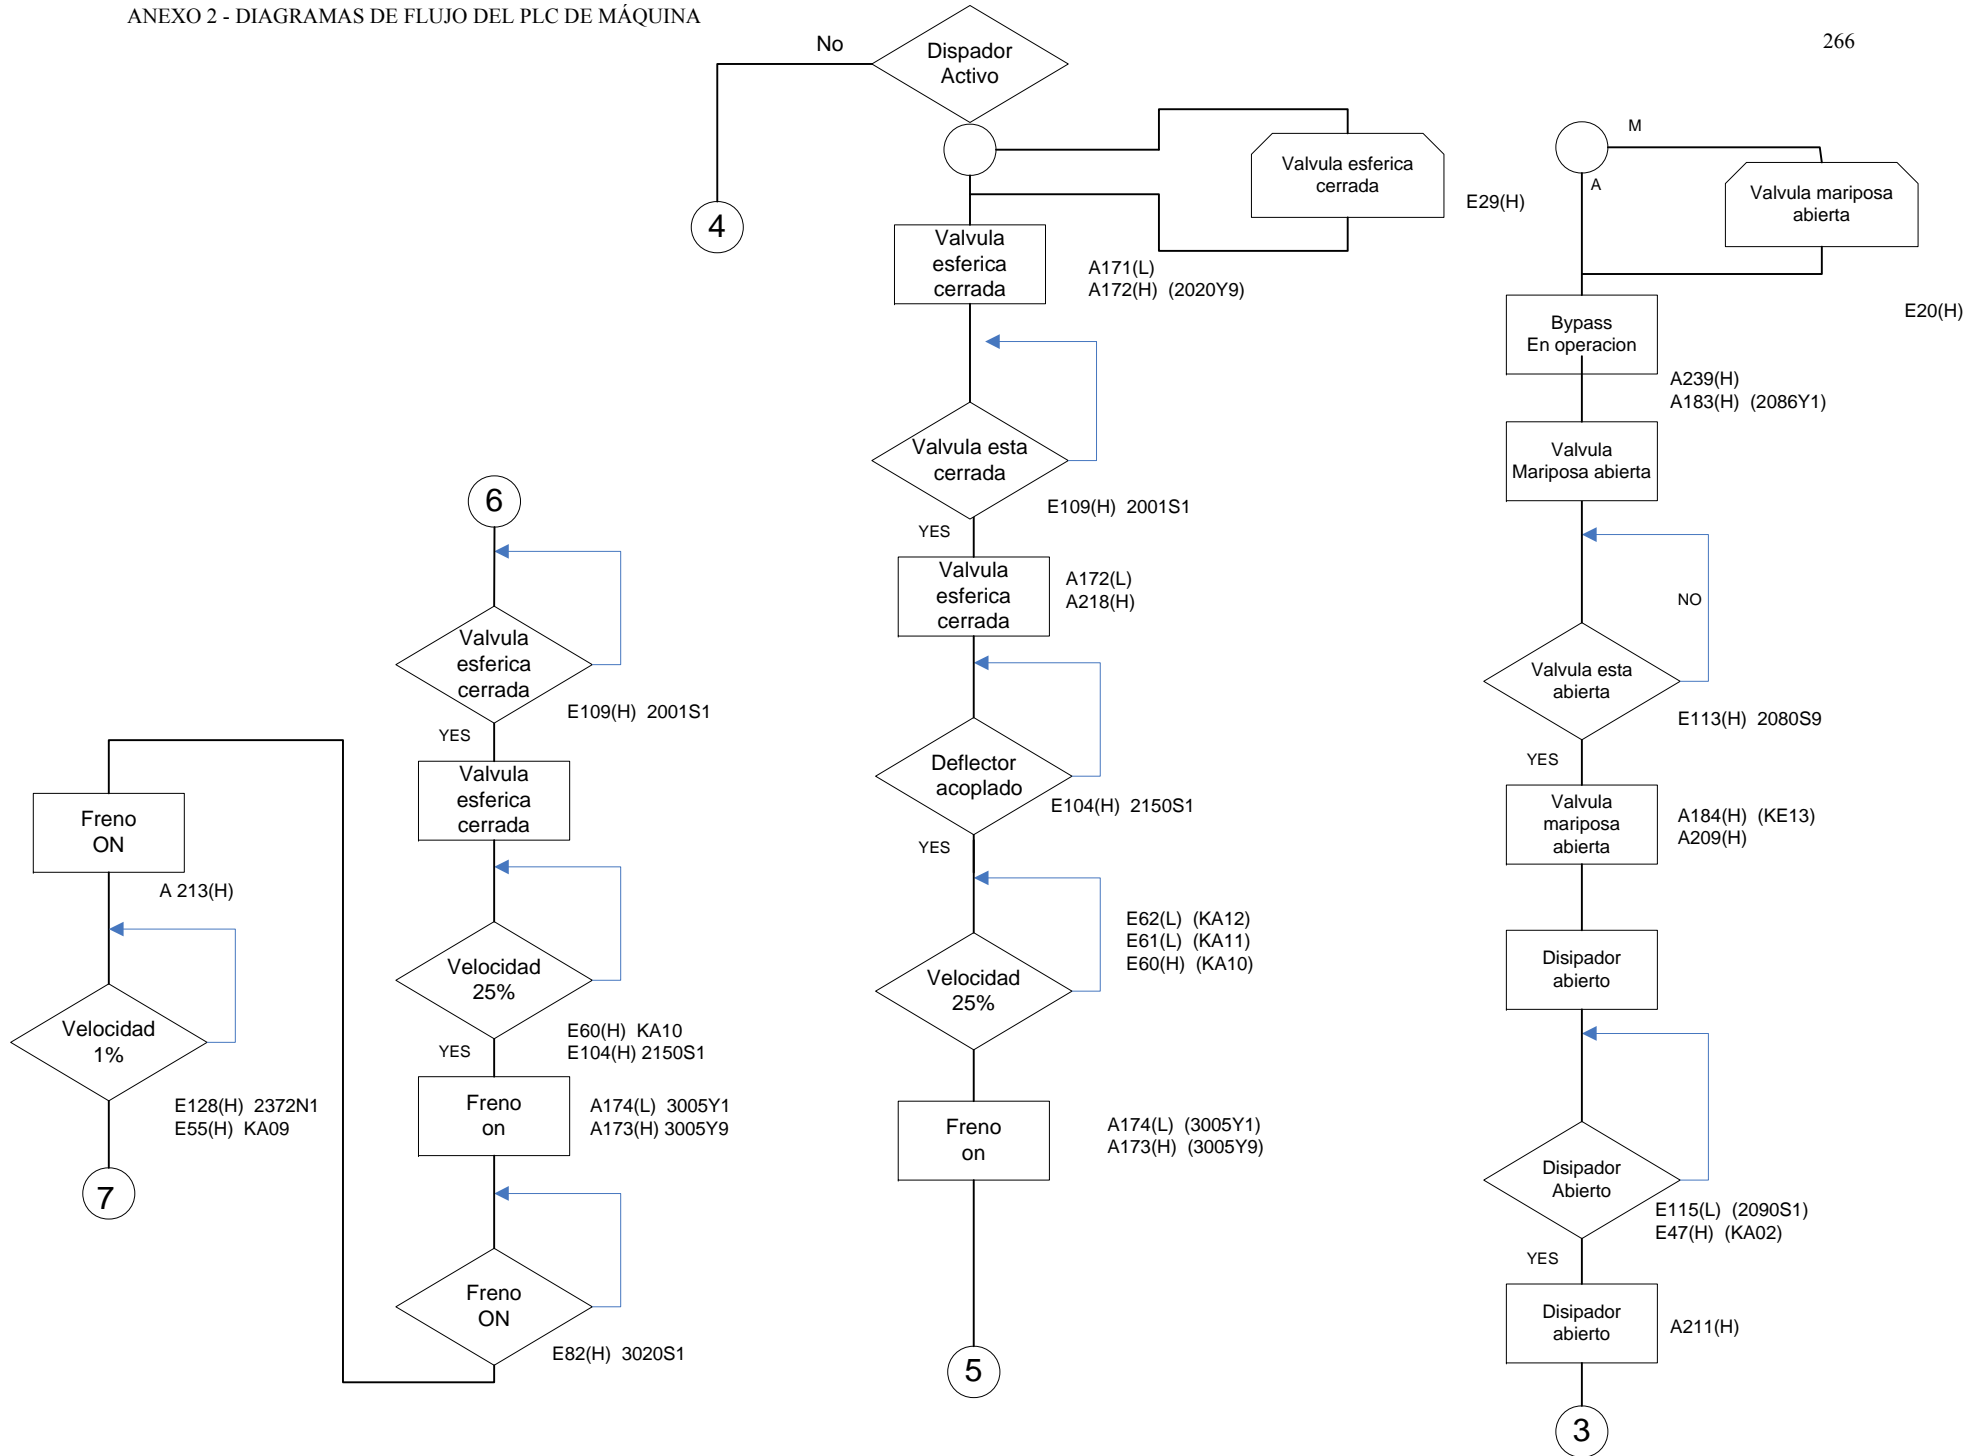 ANEXO 2 - DIAGRAMAS DE FLUJO DEL PLC DE MÁQUINA
266
No
Dispador
Activo
4
Valvula esferica
cerrada
E29(H)
Valvula
esferica
cerrada
A171(L)
A172(H) (2020Y9)
Valvula esta
cerrada
E109(H) 2001S1
YES
Valvula
esferica
cerrada
A172(L)
A218(H)
Deflector
acoplado
E104(H) 2150S1
YES
E62(L) (KA12)
E61(L) (KA11)
E60(H) (KA10)
Velocidad
25%
Freno
on
A174(L) (3005Y1)
A173(H) (3005Y9)
5
6
Valvula
esferica
cerrada
E109(H) 2001S1
YES
Valvula
esferica
cerrada
Velocidad
25%
E60(H) KA10
E104(H) 2150S1
YES
Freno
on
A174(L) 3005Y1
A173(H) 3005Y9
Freno
ON
E82(H) 3020S1
Freno
ON
A 213(H)
Velocidad
1%
E128(H) 2372N1
E55(H) KA09
7
M
A
Valvula mariposa
abierta
E20(H)
Bypass
En operacion
A239(H)
A183(H) (2086Y1)
Valvula
Mariposa abierta
NO
Valvula esta
abierta
E113(H) 2080S9
YES
Valvula
mariposa
abierta
A184(H) (KE13)
A209(H)
Disipador
abierto
Disipador
Abierto
E115(L) (2090S1)
E47(H) (KA02)
YES
Disipador
abierto
A211(H)
3